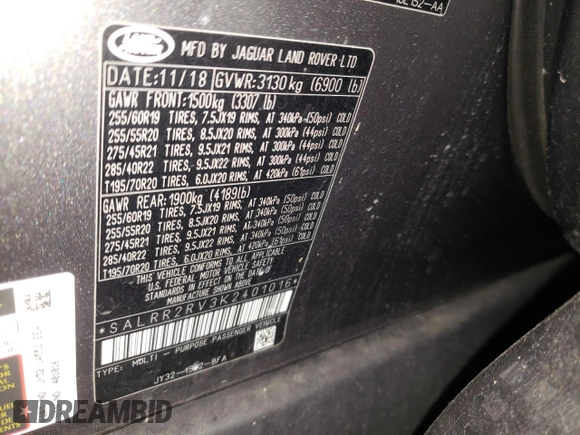 LAND ROVER
MFD BY JAGUAR LAND ROVER LTD
DATE:11/18 GVWR:3130kg (6900 lb)
GAWR FRONT:1500kg (3307 lb)
255/60R19 TIRES, 7.5JX19 RIMS, AT 340kPa (50psi) COLD
255/55R20 TIRES, 8.5JX20 RIMS, AT 300kPa (44psi) COLD
275/45R21 TIRES, 9.5JX21 RIMS, AT 300kPa (44psi) COLD
285/40R22 TIRES, 9.5JX22 RIMS, AT 300kPa (44psi) COLD
T195/70R20 TIRES, 6.0JX20 RIMS, AT 420kPa (61psi) COLD
GAWR REAR: 1900kg (4189lb)
255/60R19 TIRES, 7.5JX19 RIMS, AT 340kPa (50psi) COLD
255/55R20 TIRES, 8.5JX20 RIMS, AT 340kPa (50psi) COLD
275/45R21 TIRES, 9.5JX21 RIMS, AT 340kPa (50psi) COLD
285/40R22 TIRES, 9.5JX22 RIMS, AT 340kPa (50psi) COLD
T195/70R20 TIRES, 6.0JX20 RIMS, AT 420kPa (61psi) COLD
THIS VEHICLE CONFORMS TO ALL APPLICABLE
U.S. FEDERAL MOTOR VEHICLE SAFETY
STANDARDS IN EFFECT ON THE DATE OF
MANUFACTURE SHOWN ABOVE.
*SALRR2RV3K2401016*
TYPE: MULTI - PURPOSE PASSENGER VEHICLE
DREAMBID